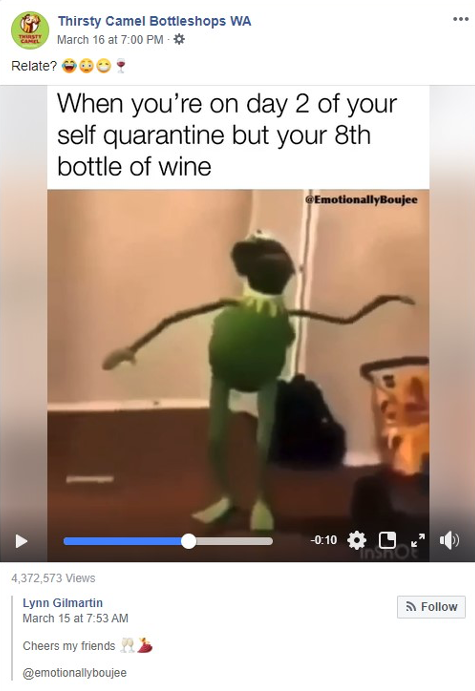 Thirsty Camel Bottleshops WA
March 16 at 7:00 PM ·
Relate? 😂😳😷🍷
When you're on day 2 of your
self quarantine but your 8th
bottle of wine
@EmotionallyBoujee
-0:10
InShOt
4,372,573 Views
Lynn Gilmartin
March 15 at 7:53 AM
Follow
Cheers my friends 🥂💃
@emotionallyboujee